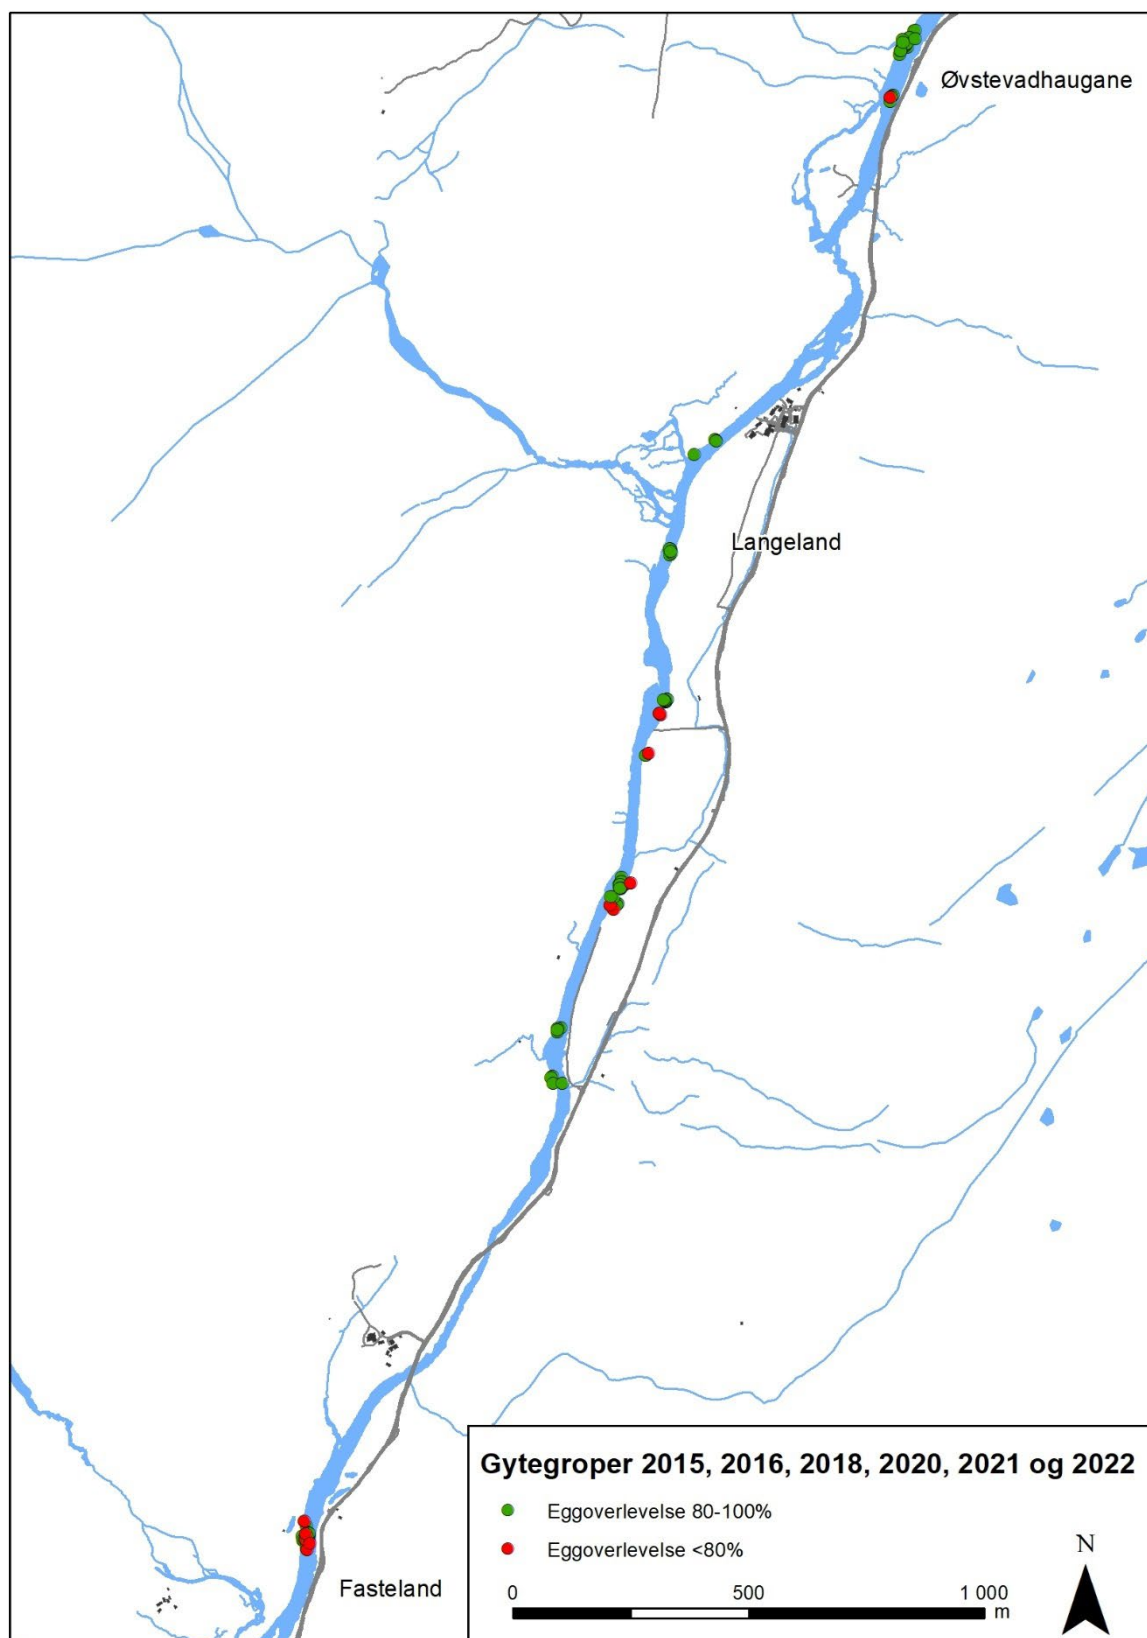 Øvstevadhaugane
Langeland
Fasteland
Gytegroper 2015, 2016, 2018, 2020, 2021 og 2022
Eggoverlevelse 80-100%
Eggoverlevelse <80%
N
0 500 1 000
m